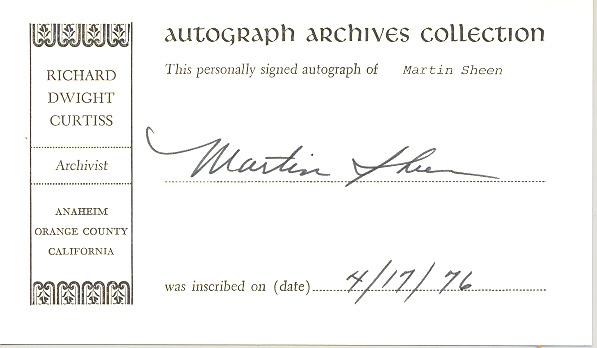 RICHARD
DWIGHT
CURTISS
Archivist
ANAHEIM
ORANGE COUNTY
CALIFORNIA
AUTOGRAPH ARCHIVES COLLECTION
This personally signed autograph of Martin Sheen
Martin Sheen
was inscribed on (date) 4/17/76